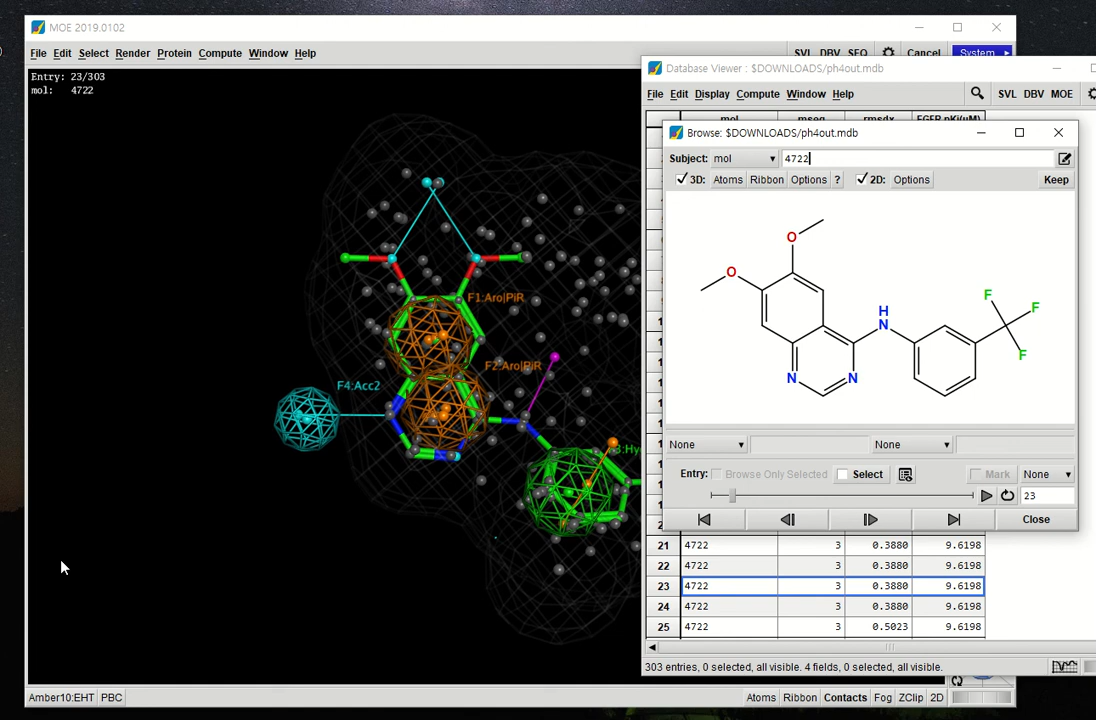 MOE 2019.0102
File Edit Select Render Protein Compute Window Help
SVL DBV SEQ Cancel System
Entry: 23/303
mol: 4722
F1:Aro|PiR
F2:Aro|PiR
F4:Acc2
Amber10:EHT PBC
Atoms Ribbon Contacts Fog ZClip 2D
Database Viewer : $DOWNLOADS/ph4out.mdb
File Edit Display Compute Window Help
SVL DBV MOE
mol mseq rmsdx EGFR pKi(uM)
Browse: $DOWNLOADS/ph4out.mdb
Subject: mol 4722
3D: Atoms Ribbon Options ? 2D: Options Keep
O
O
H
N
N
N
F
F
F
None None
Entry: Browse Only Selected Select Mark None
23
Close
21 4722 3 0.3880 9.6198
22 4722 3 0.3880 9.6198
23 4722 3 0.3880 9.6198
24 4722 3 0.3880 9.6198
25 4722 3 0.5023 9.6198
303 entries, 0 selected, all visible. 4 fields, 0 selected, all visible.